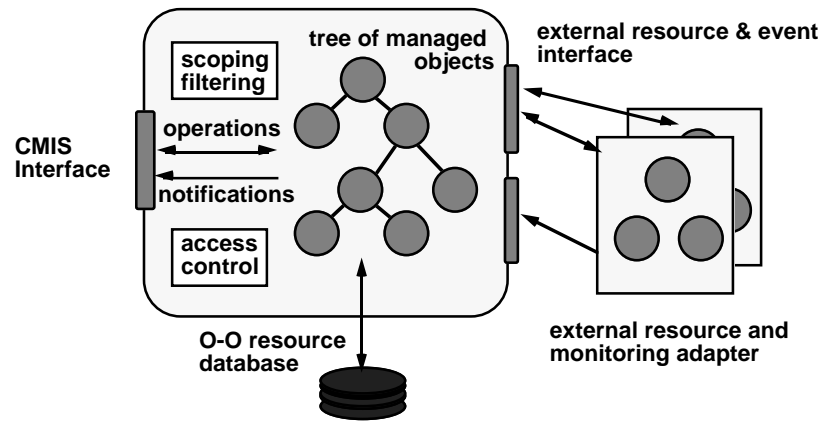 tree of managed
objects
external resource & event
interface
scoping
filtering
CMIS
Interface
operations
notifications
access
control
O-O resource
database
external resource and
monitoring adapter